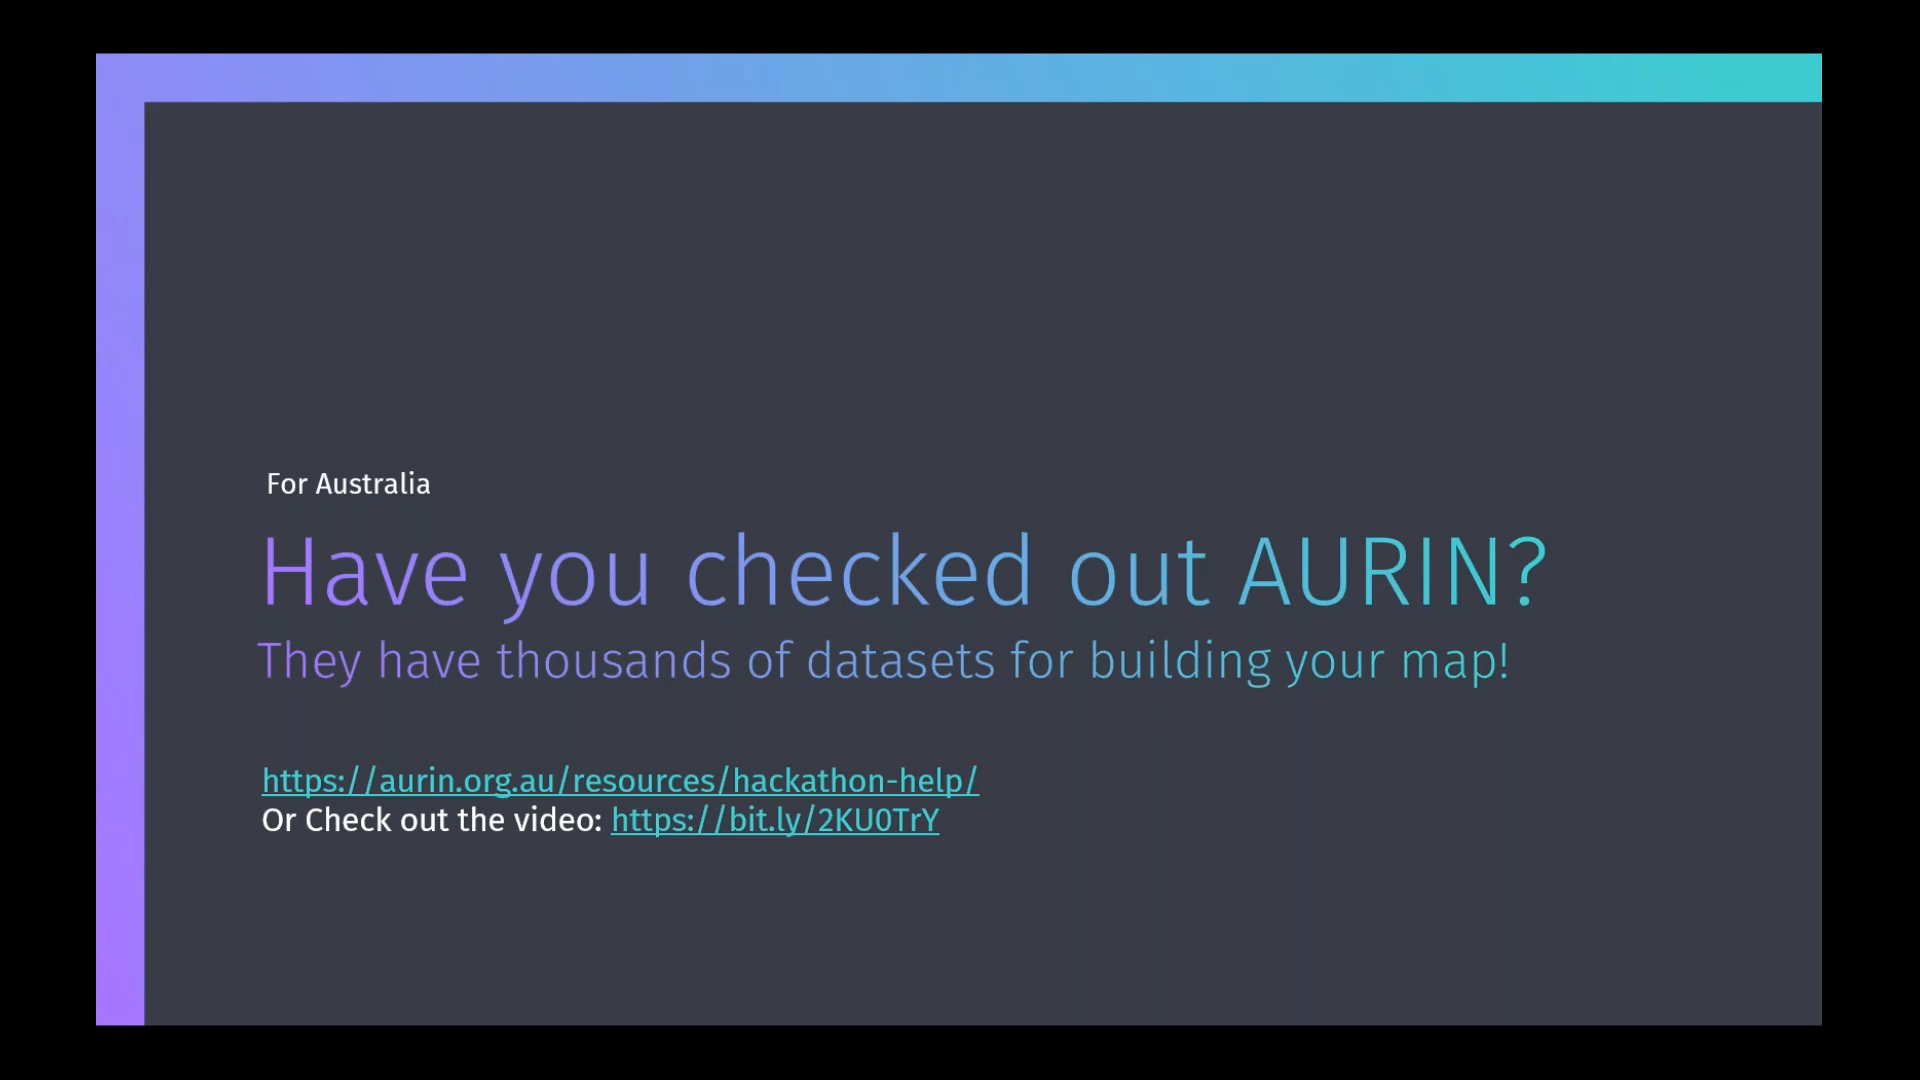 For Australia
Have you checked out AURIN?
They have thousands of datasets for building your map!
https://aurin.org.au/resources/hackathon-help/
Or Check out the video: https://bit.ly/2KU0TrY